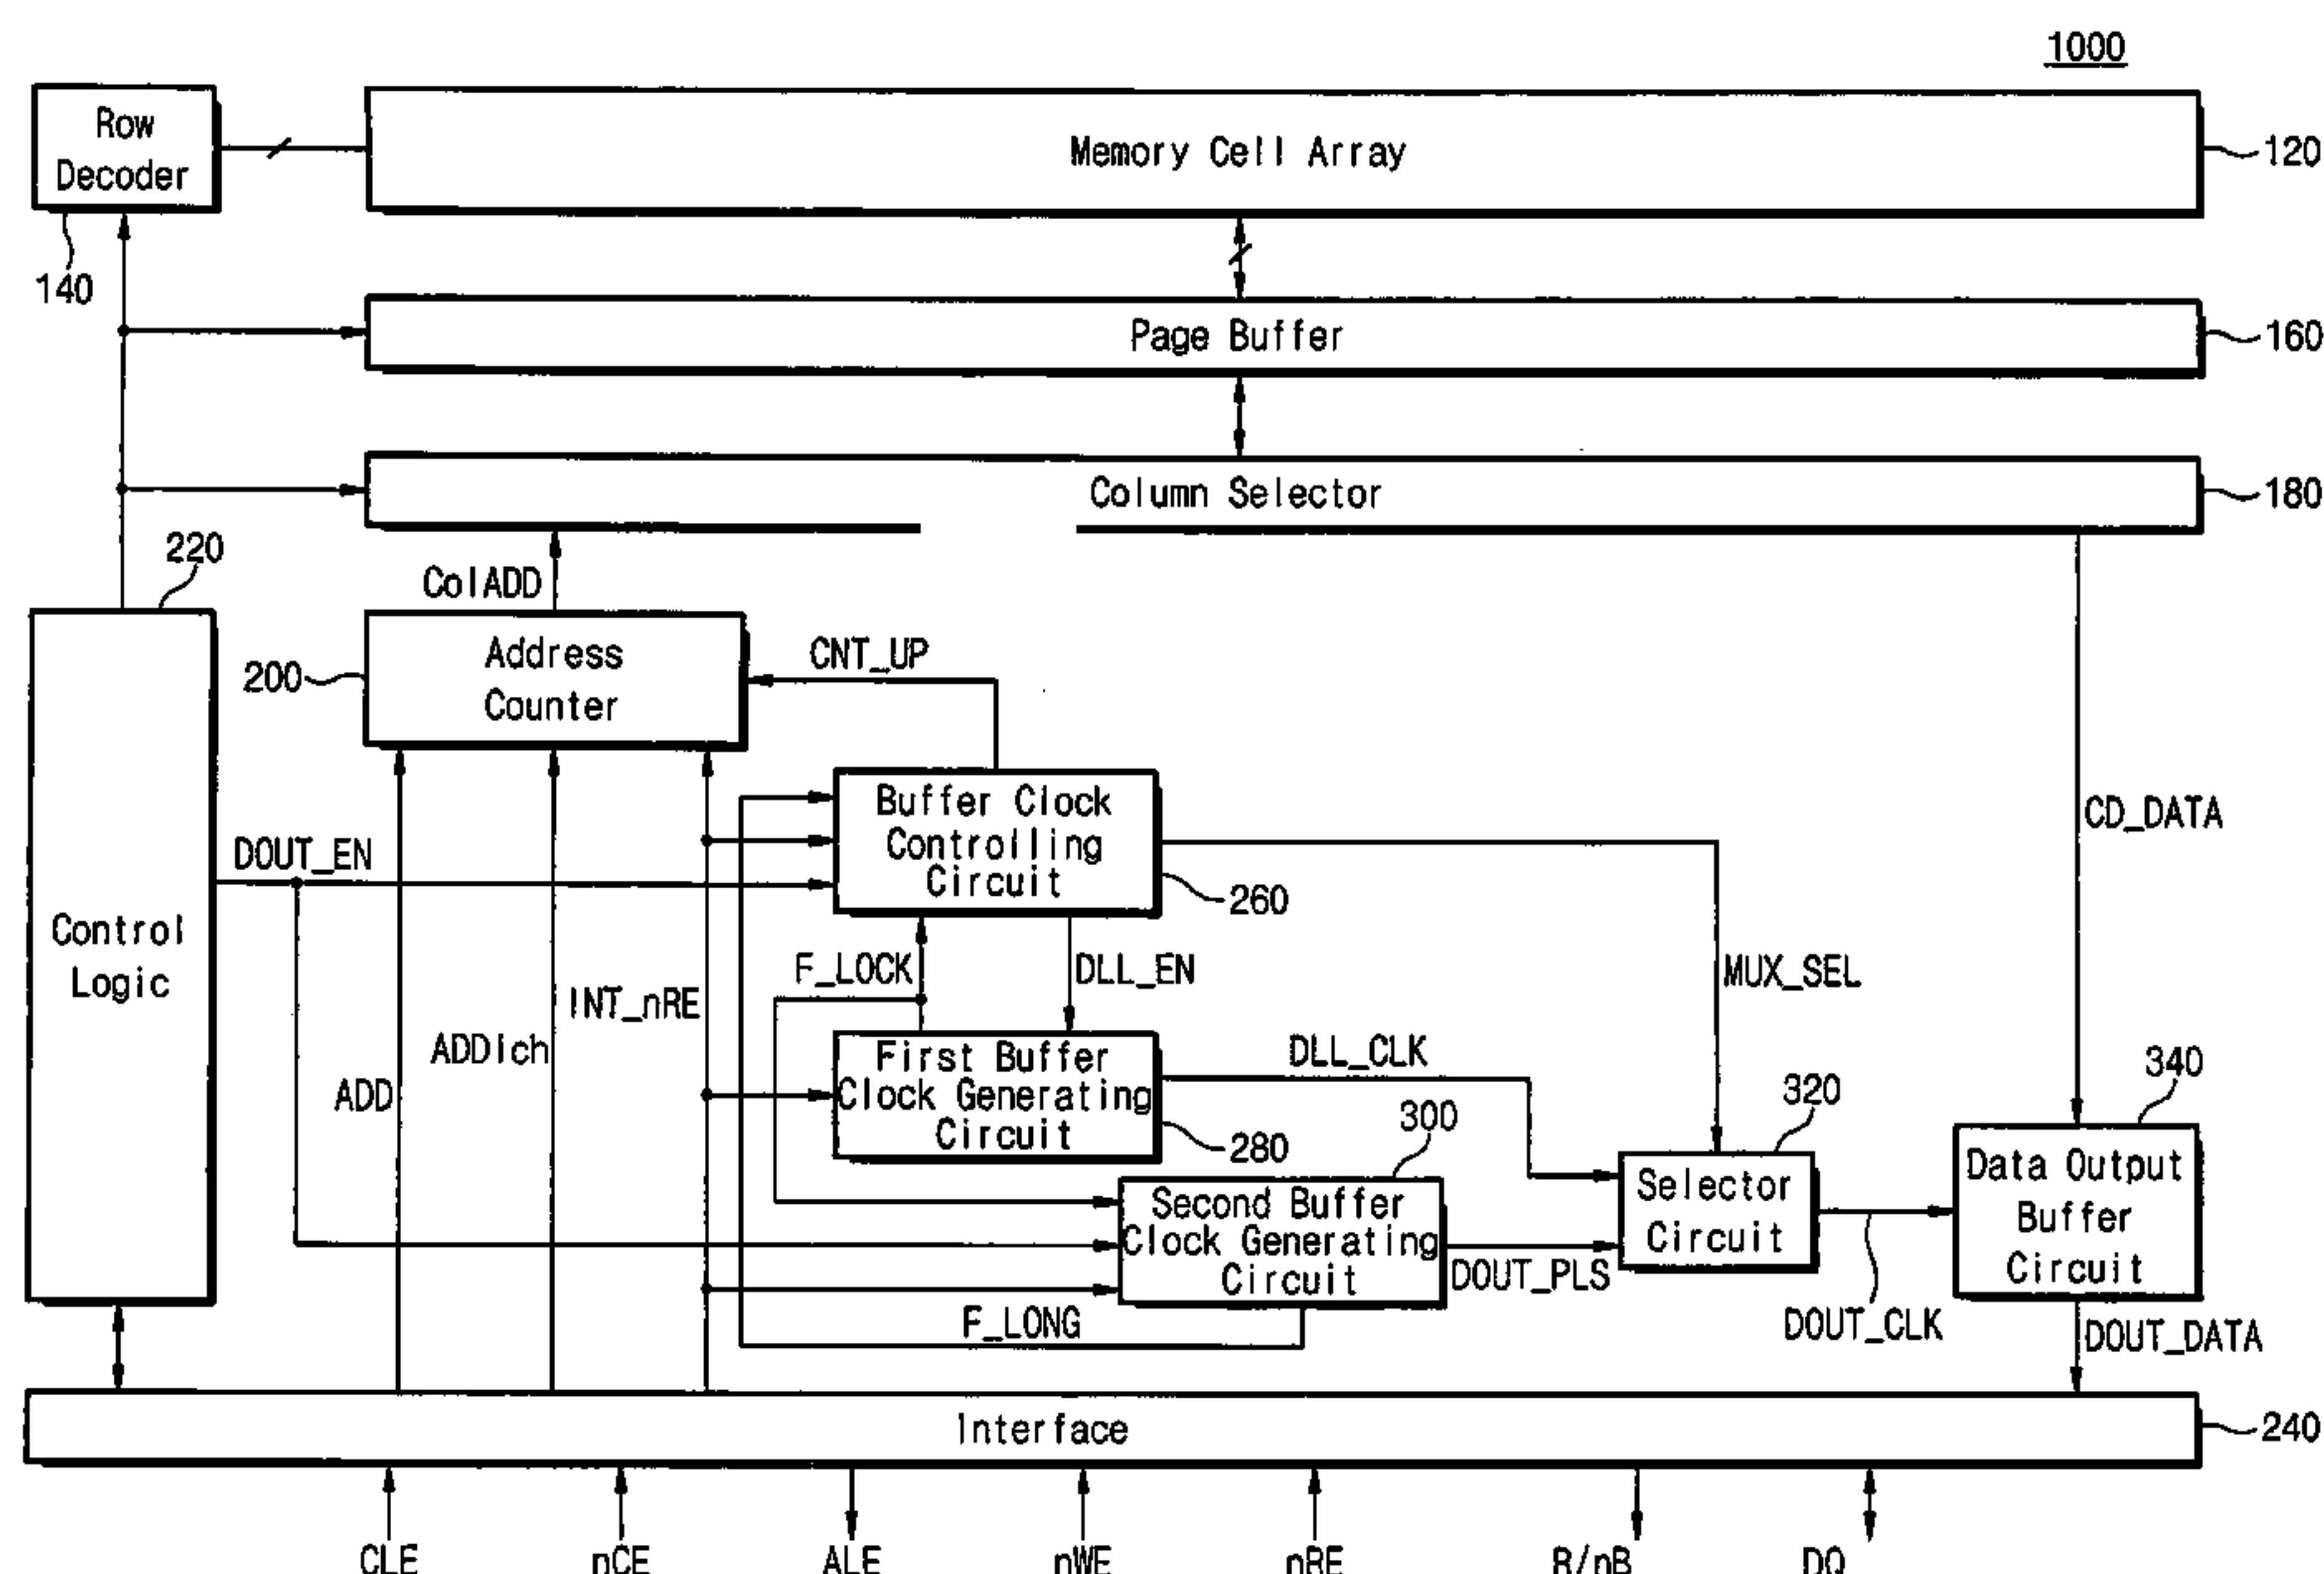 1000
Row
Decoder
Memory Cell Array
120
140
Page Buffer
160
Column Selector
180
220
ColADD
Address
Counter
200
CNT_UP
Buffer Clock
Controlling
Circuit
260
CD_DATA
DOUT_EN
Control
Logic
F_LOCK
DLL_EN
MUX_SEL
INT_nRE
ADDich
ADD
First Buffer
Clock Generating
Circuit
280
DLL_CLK
300
320
340
Second Buffer
Clock Generating
Circuit
Selector
Circuit
Data Output
Buffer
Circuit
DOUT_PLS
F_LONG
DOUT_CLK
DOUT_DATA
Interface
240
CLE
nCE
ALE
nWE
nRE
R/nB
DQ